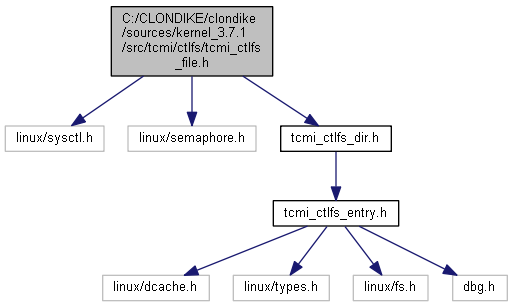 C:/CLONDIKE/clondike
/sources/kernel_3.7.1
/src/tcmi/ctlfs/tcmi_ctlfs
_file.h
linux/sysctl.h
linux/semaphore.h
tcmi_ctlfs_dir.h
tcmi_ctlfs_entry.h
linux/dcache.h
linux/types.h
linux/fs.h
dbg.h